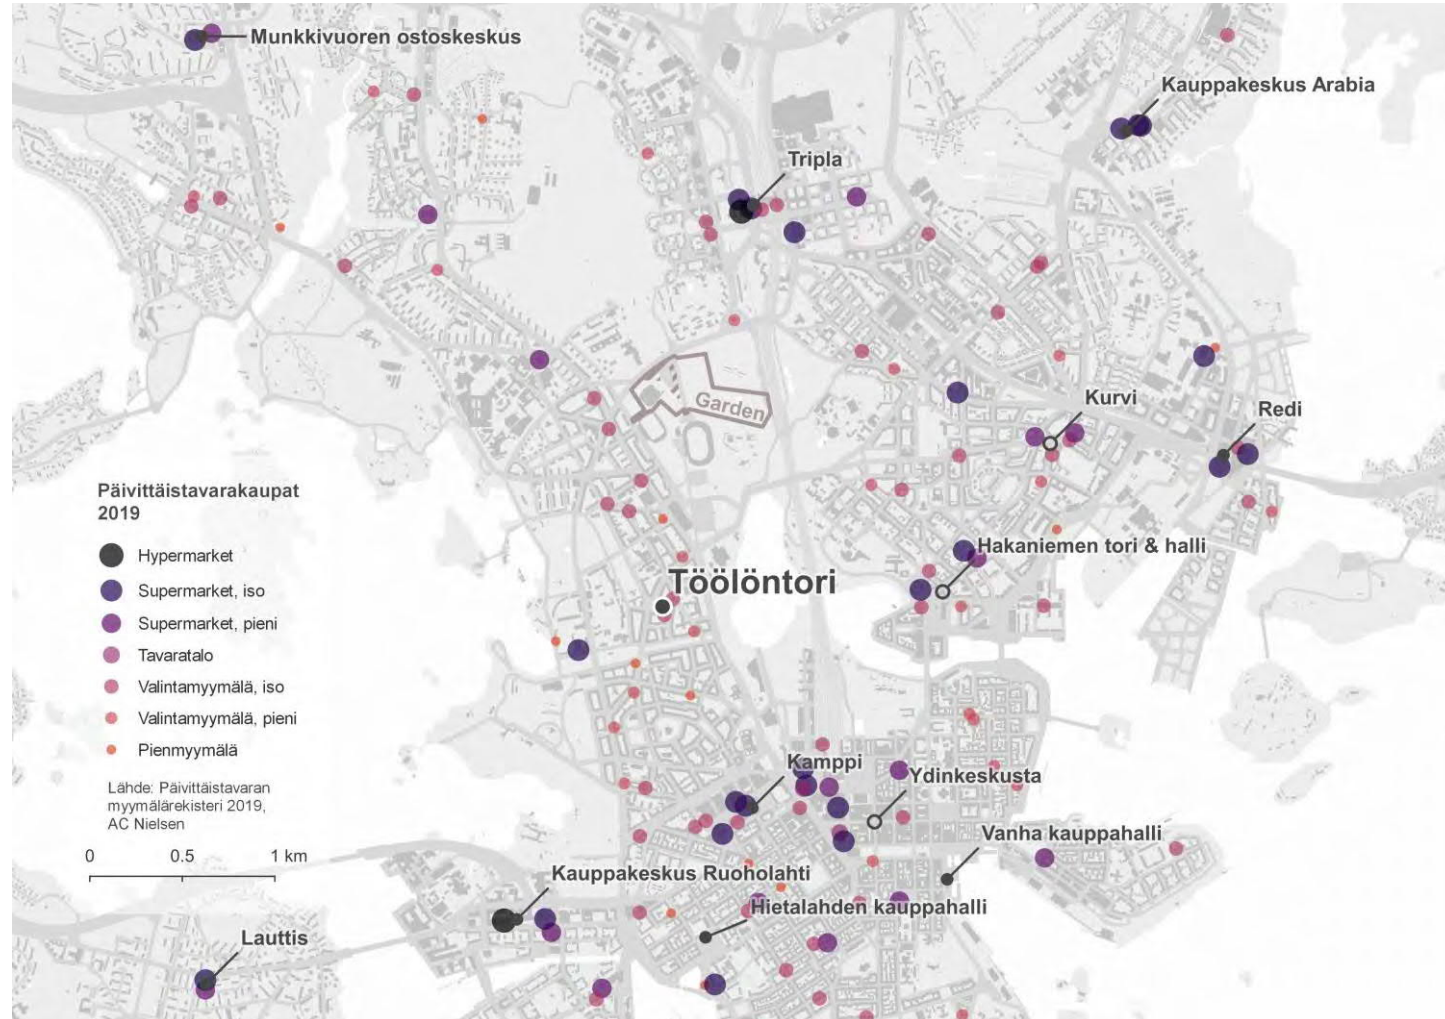 Munkkivuoren ostoskeskus
Kauppakeskus Arabia
Tripla
Garden
Kurvi
Redi
Päivittäistavarakaupat
2019
Hypermarket
Supermarket, iso
Supermarket, pieni
Tavaratalo
Valintamyymälä, iso
Valintamyymälä, pieni
Pienmyymälä
Lähde: Päivittäistavaran
myymälärekisteri 2019,
AC Nielsen
0 0.5 1 km
Hakaniemen tori & halli
Töölöntori
Kamppi
Ydinkeskusta
Vanha kauppahalli
Kauppakeskus Ruoholahti
Hietalahden kauppahalli
Lauttis